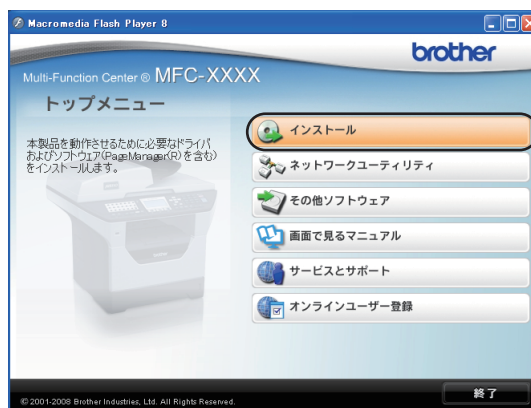 Macromedia Flash Player 8
brother
Multi-Function Center ® MFC-XXXX
トップメニュー
本製品を動作させるために必要なドライバ
およびソフトウェア(PageManager(R)を含む)
をインストールします。
インストール
ネットワークユーティリティ
その他ソフトウェア
画面で見るマニュアル
サービスとサポート
オンラインユーザー登録
© 2001-2008 Brother Industries, Ltd. All Rights Reserved.
終了